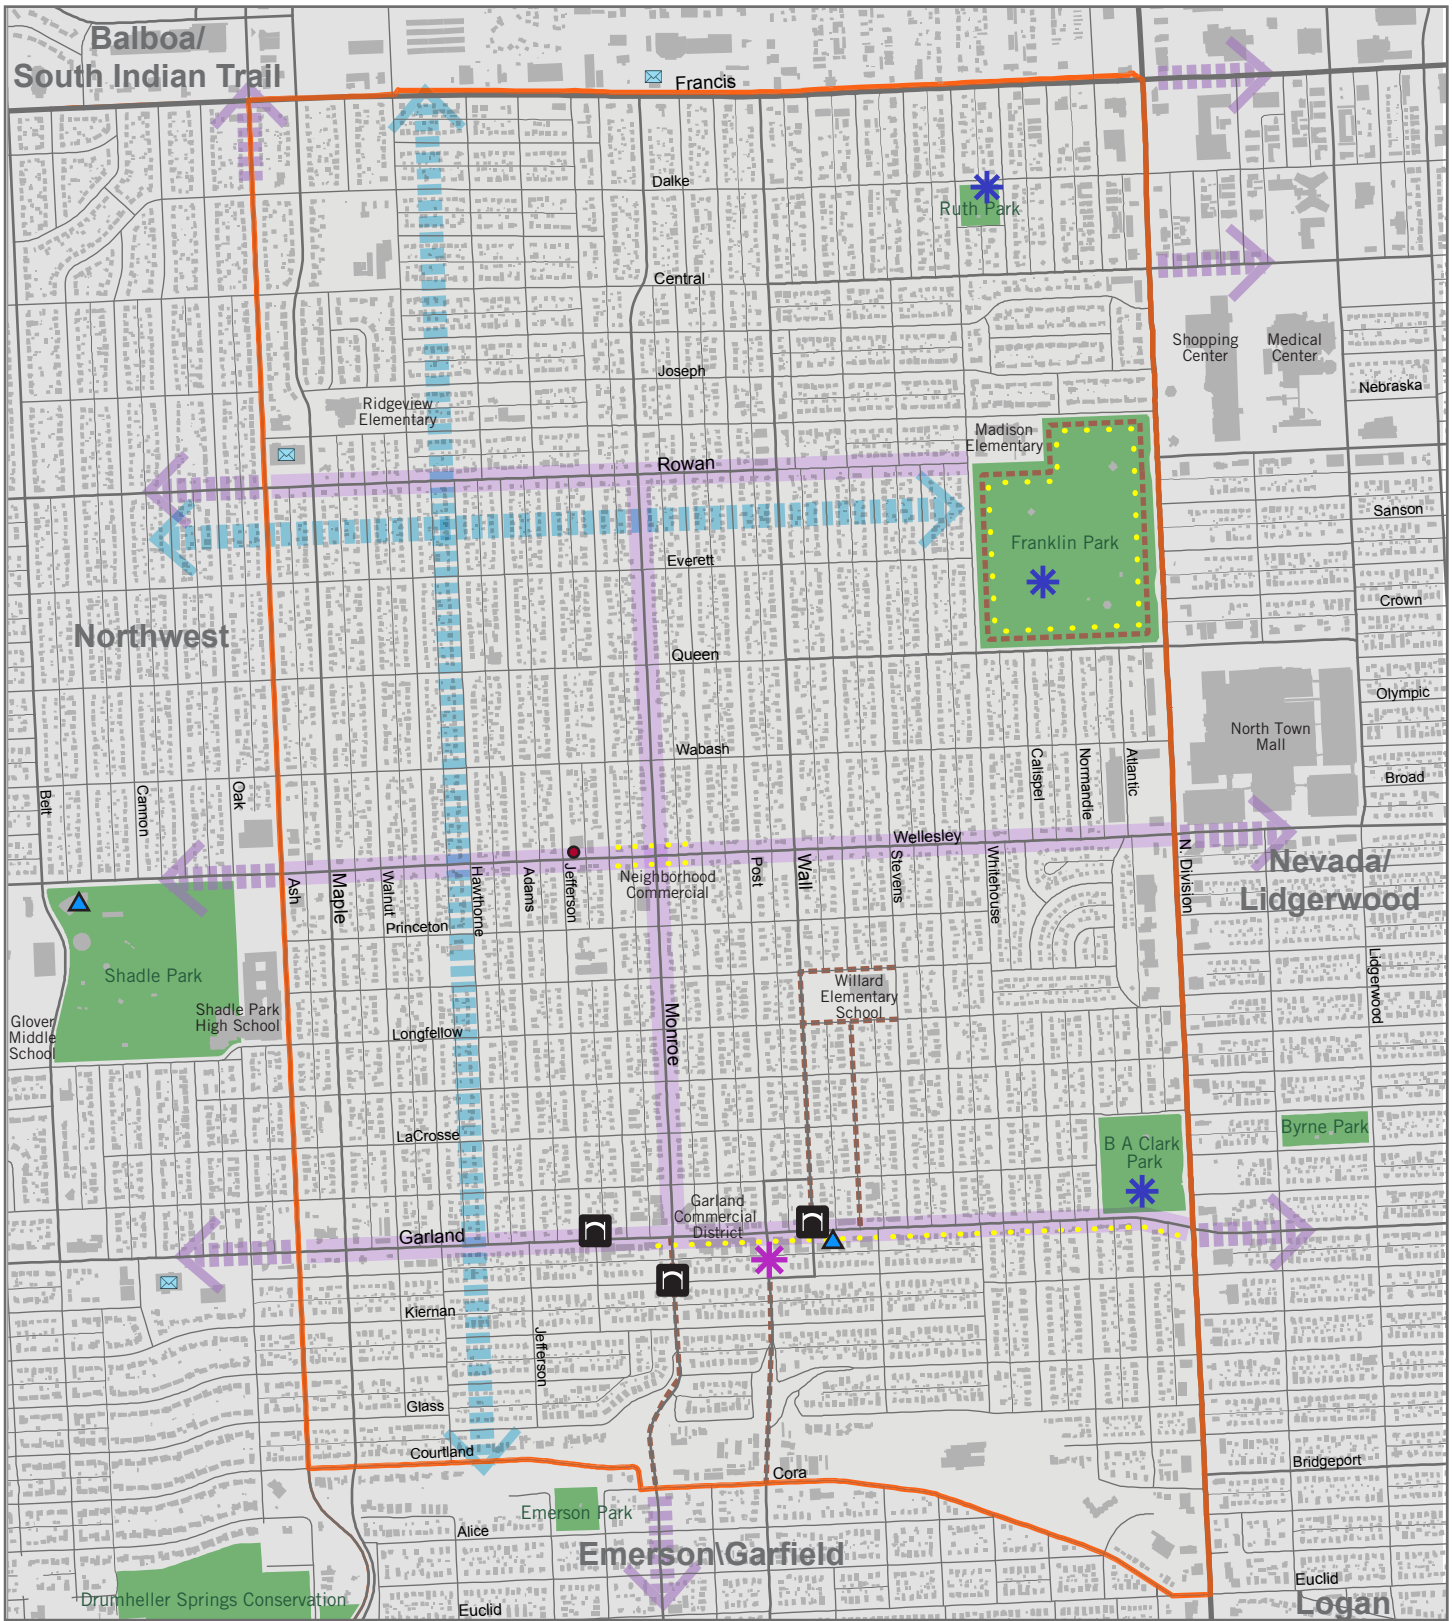 Balboa/
South Indian Trail
Francis
Dalke
Ruth Park
Central
Shopping
Center
Medical
Center
Joseph
Nebraska
Ridgeview
Elementary
Madison
Elementary
Rowan
Sanson
Franklin Park
Everett
Crown
Northwest
Queen
Olympic
Wabash
North Town
Mall
Belt
Cannon
Oak
Calispel
Normandie
Atlantic
Broad
Wellesley
Ash
Maple
Walnut
Hawthorne
Adams
Jefferson
Neighborhood
Commercial
Post
Wall
Stevens
Whitehouse
N. Division
Nevada/
Lidgerwood
Princeton
Shadle Park
Lidgerwood
Willard
Elementary
School
Shadle Park
High School
Glover
Middle
School
Longfellow
Monroe
LaCrosse
B A Clark
Park
Byrne Park
Garland
Commercial
District
Garland
Kiernan
Jefferson
Glass
Courtland
Cora
Bridgeport
Emerson Park
Alice
Emerson\Garfield
Drumheller Springs Conservation
Euclid
Euclid
Logan